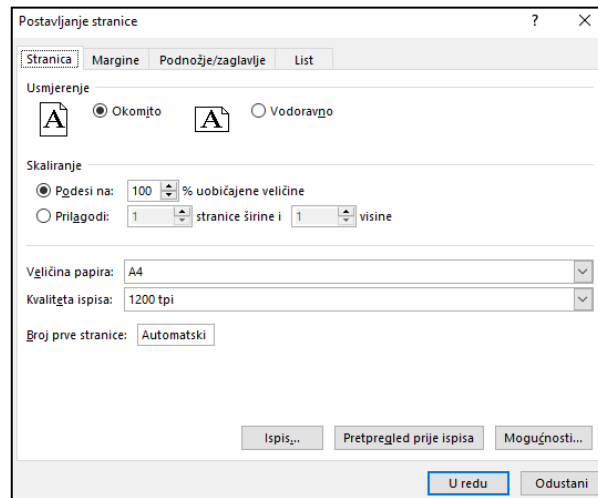 Postavljanje stranice ? ×
Stranica Margine Podnožje/zaglavlje List
Usmjerenje
A Okomito A Vodoravno
Skaliranje
Podesi na: 100 % uobičajene veličine
Prilagodi: 1 stranice širine i 1 visine
Veličina papira: A4
Kvaliteta ispisa: 1200 tpi
Broj prve stranice: Automatski
Ispis... Pretpregled prije ispisa Mogućnosti...
U redu Odustani